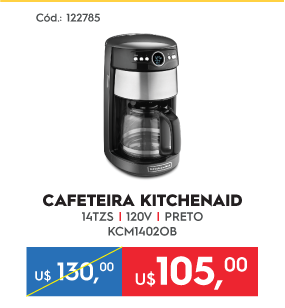 Cód.: 122785
CAFETEIRA KITCHENAID
14TZS | 120V | PRETO
KCM1402OB
U$ 130,00
U$105,00